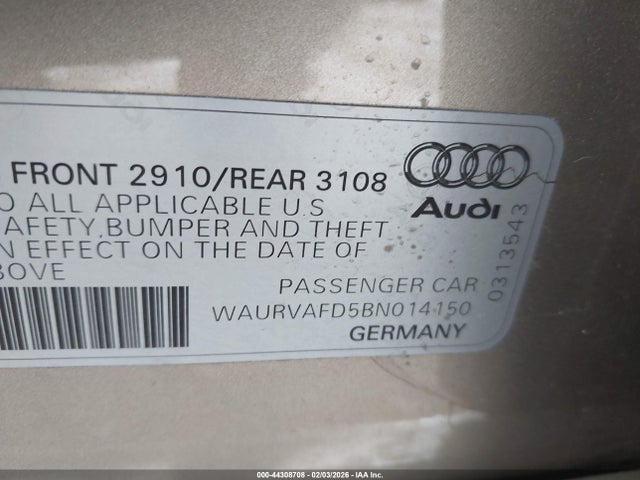 FRONT 2910/REAR 3108
O ALL APPLICABLE U.S
AFETY,BUMPER AND THEFT
N EFFECT ON THE DATE OF
BOVE
Audi
0313543
PASSENGER CAR
WAURVAFD5BN014150
GERMANY
000-44308708 - 02/03/2026 - IAA Inc.